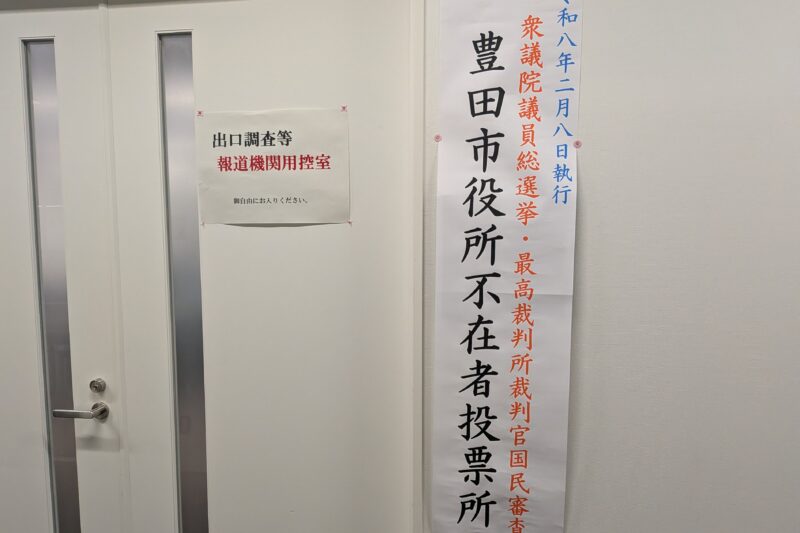 出口調査等
報道機関用控室
御自由にお入りください。
和八年二月八日執行
衆議院議員総選挙・最高裁判所裁判官国民審査
豊田市役所不在者投票所